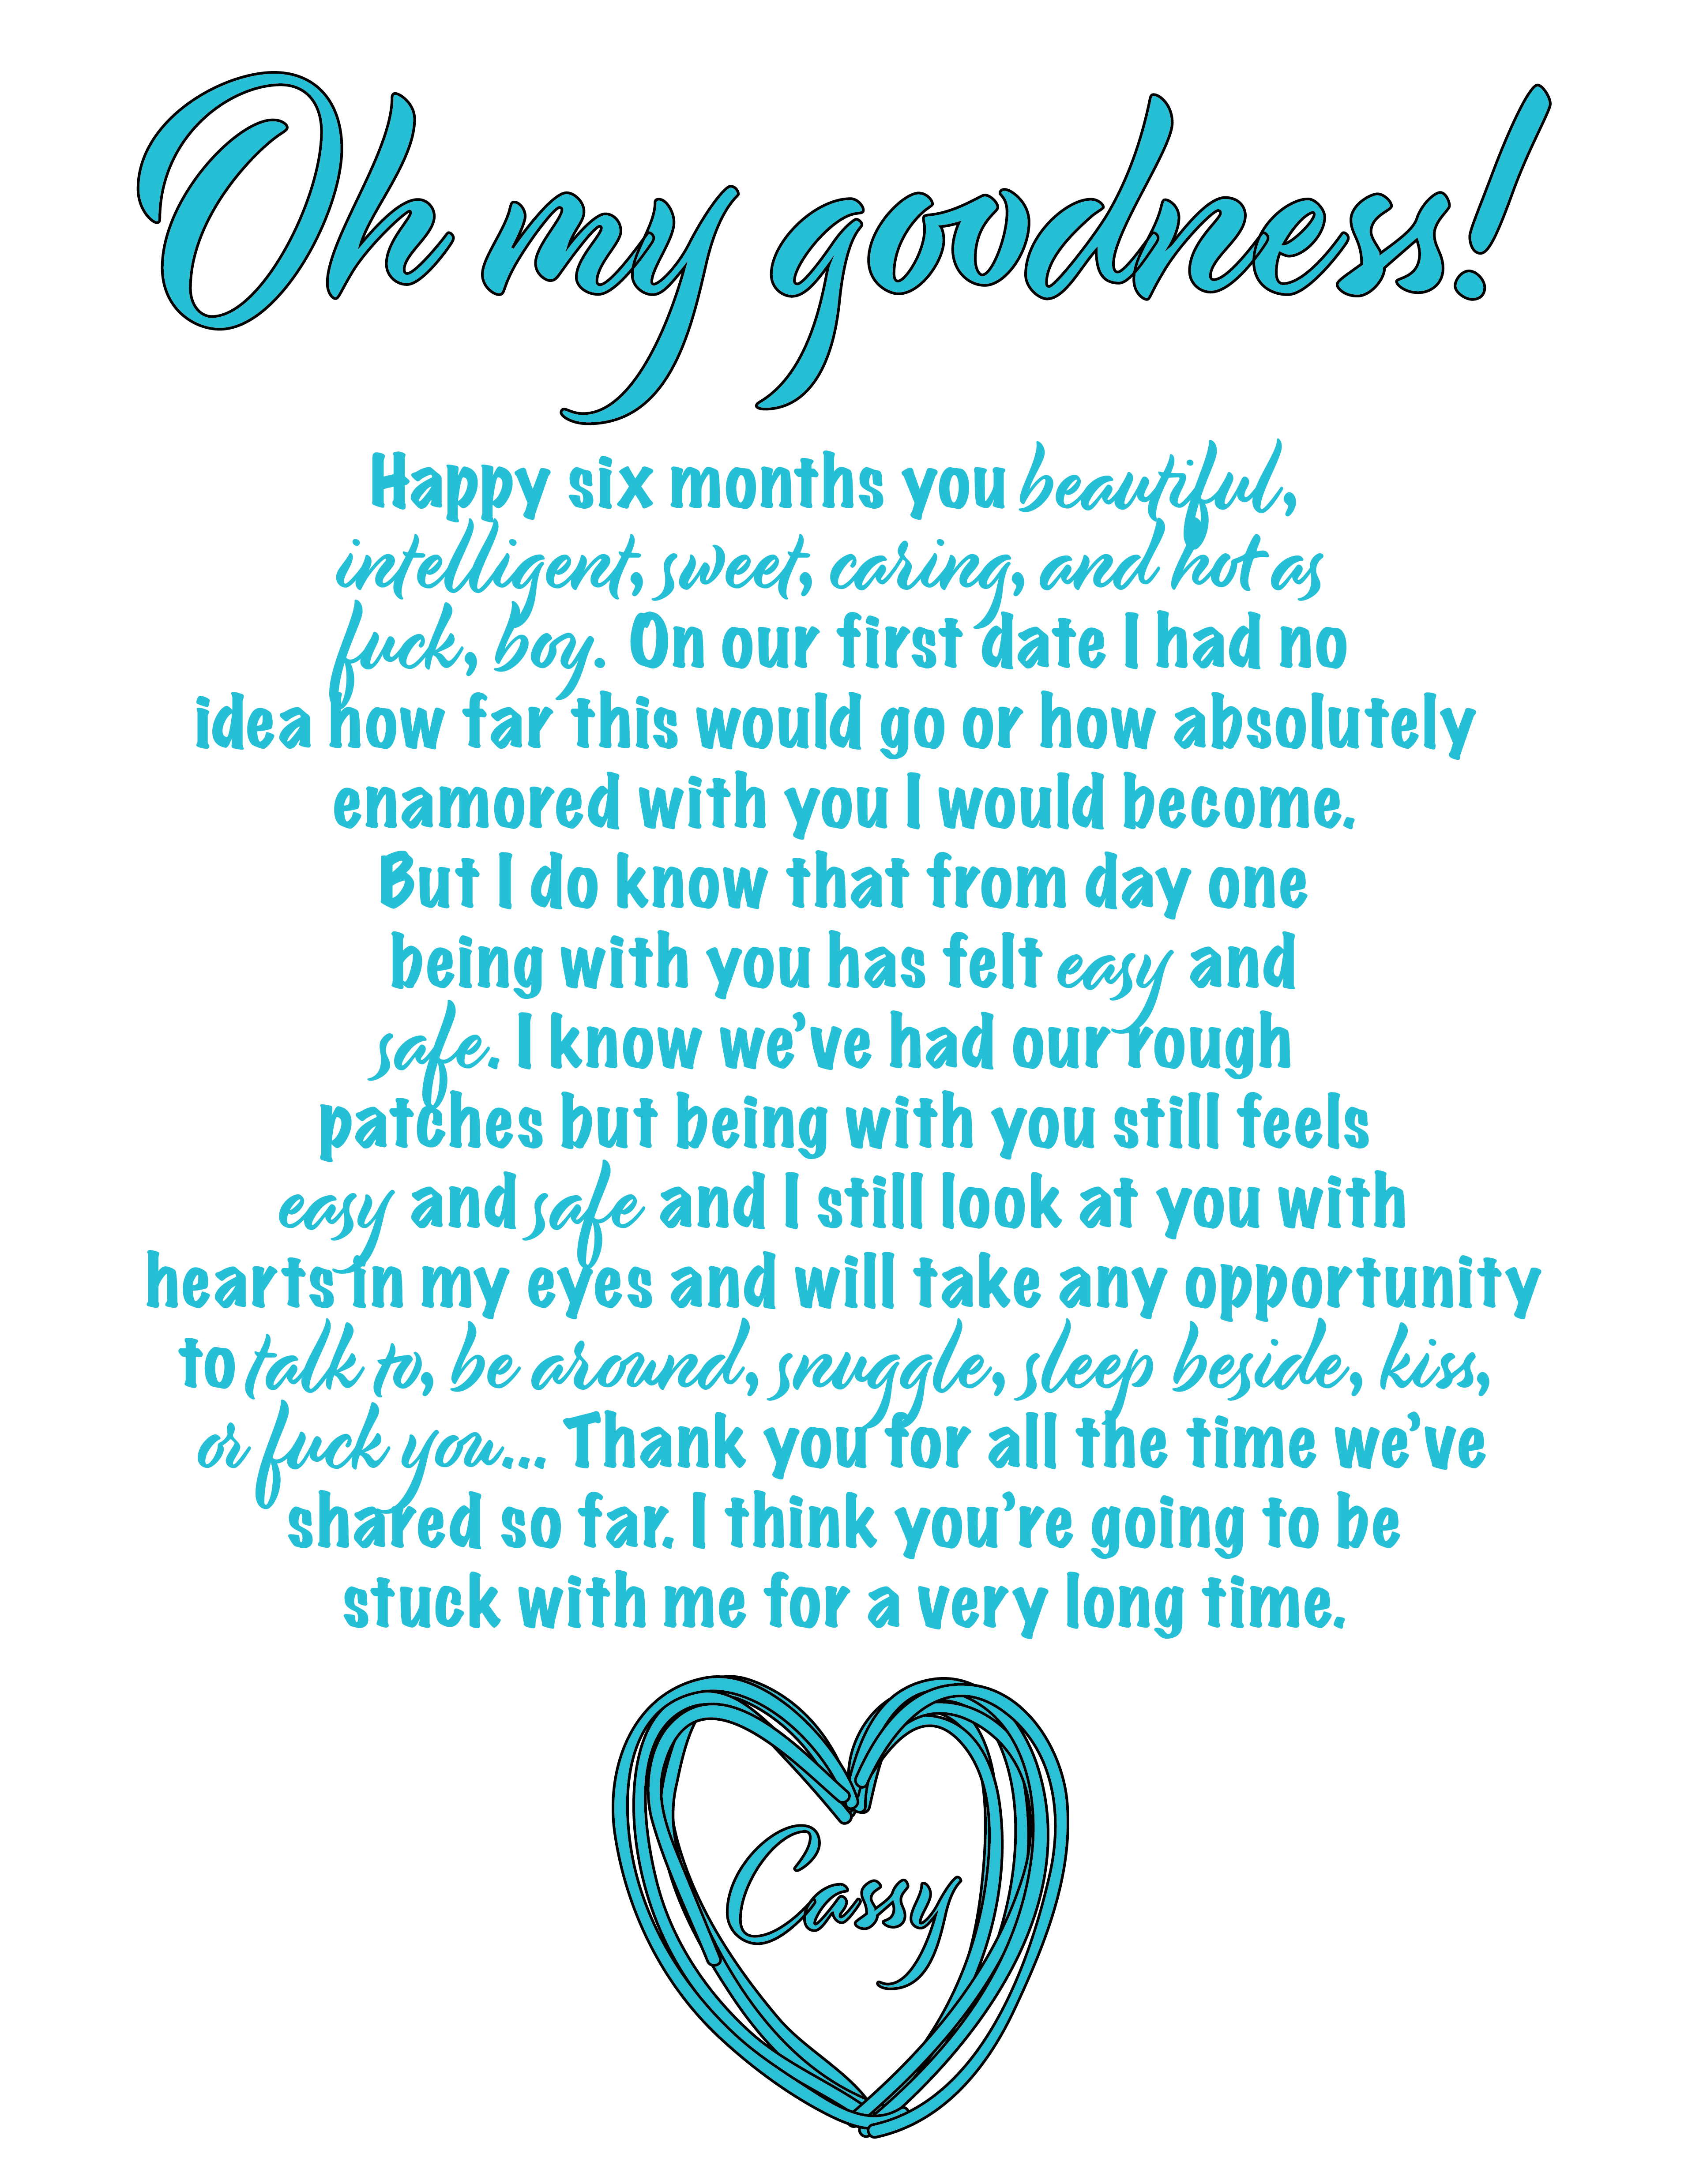 Oh my goodness!
Happy six months you beautiful,
intelligent, sweet, caring, and hot as
fuck, boy. On our first date I had no
idea how far this would go or how absolutely
enamored with you I would become.
But I do know that from day one
being with you has felt easy and
safe. I know we've had our rough
patches but being with you still feels
easy and safe and I still look at you with
hearts in my eyes and will take any opportunity
to talk to, be around, snuggle, sleep beside, kiss,
or fuck you... Thank you for all the time we've
shared so far. I think you're going to be
stuck with me for a very long time.
Cassy